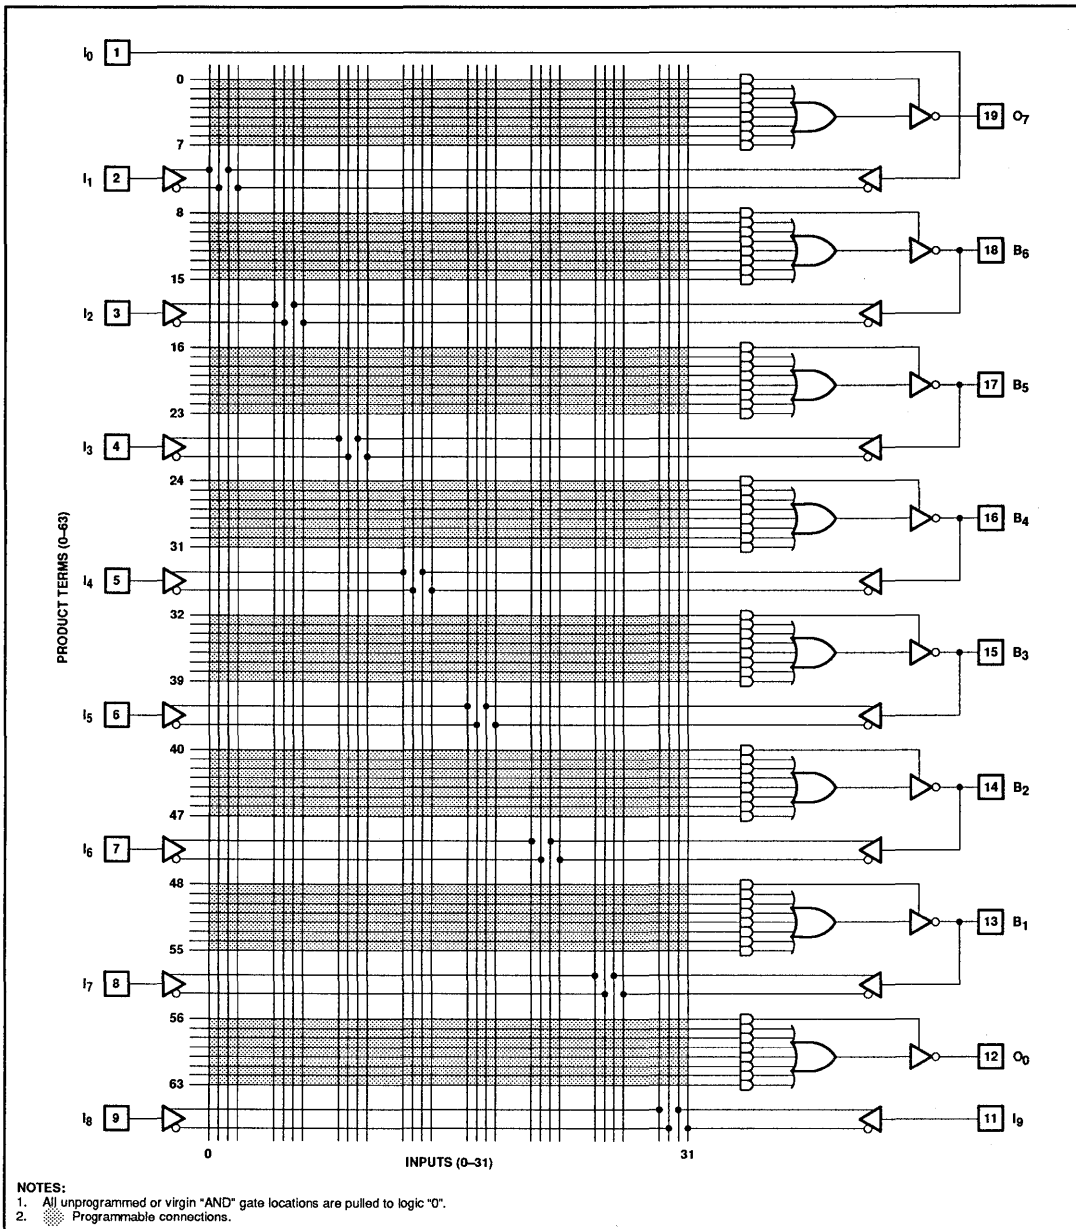 I0 1
0
19 O7
7
I1 2
8
18 B6
15
I2 3
16
17 B5
23
I3 4
24
16 B4
31
I4 5
PRODUCT TERMS (0–63)
32
15 B3
39
I5 6
40
14 B2
47
I6 7
48
13 B1
55
I7 8
56
12 O0
63
I8 9
11 I9
0 INPUTS (0–31) 31
NOTES:
1. All unprogrammed or virgin "AND" gate locations are pulled to logic "0".
2. Programmable connections.